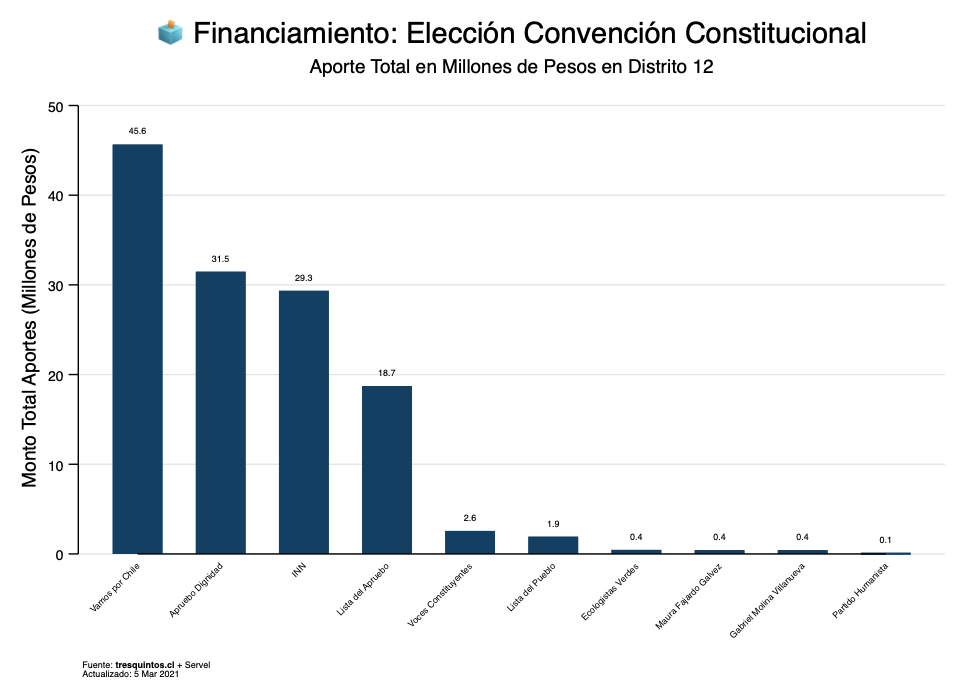 Financiamiento: Elección Convención Constitucional
Aporte Total en Millones de Pesos en Distrito 12
Monto Total Aportes (Millones de Pesos)
50
40
30
20
10
0
45.6
31.5
29.3
18.7
2.6
1.9
0.4
0.4
0.4
0.1
Vamos por Chile
Apruebo Dignidad
INN
Lista del Apruebo
Voces Constituyentes
Lista del Pueblo
Ecologistas Verdes
Maura Fajardo Galvez
Gabriel Molina Villanueva
Partido Humanista
Fuente: tresquintos.cl + Servel
Actualizado: 5 Mar 2021